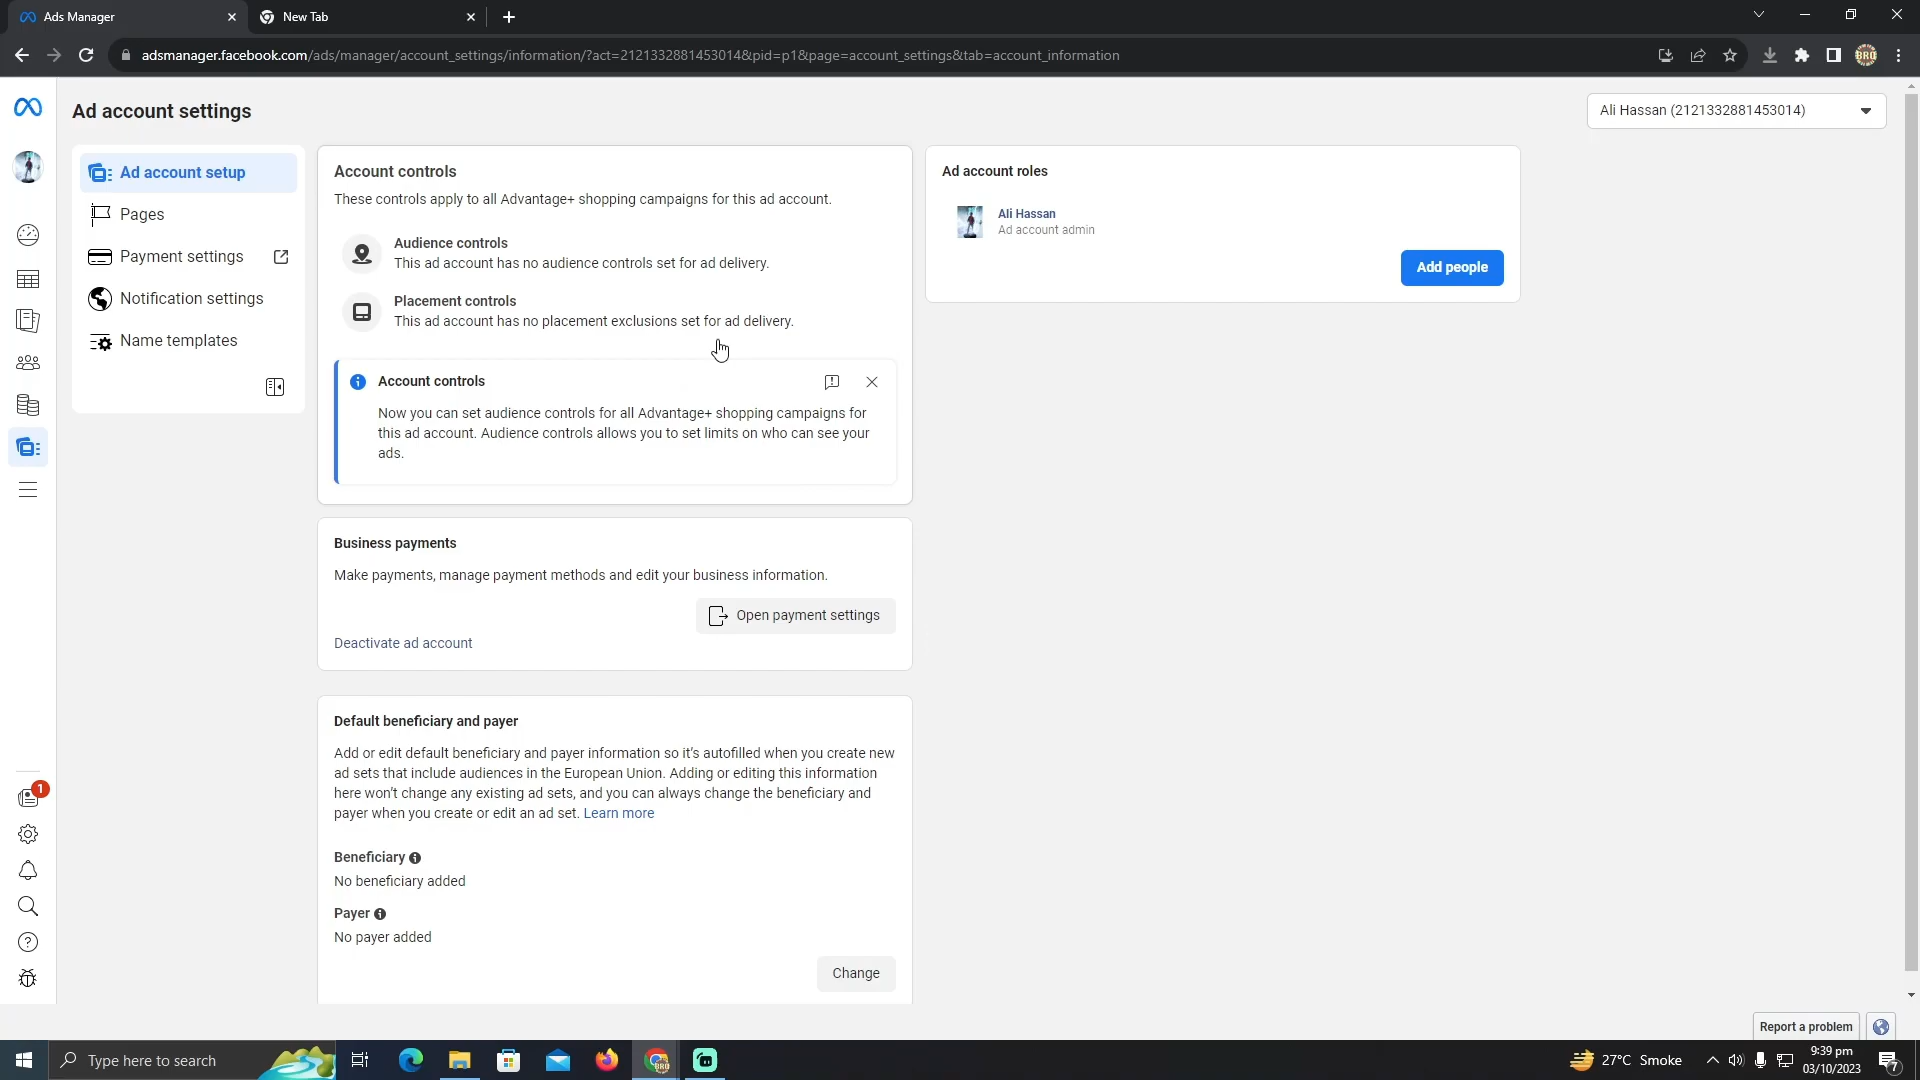 Ads Manager
New Tab
adsmanager.facebook.com/ads/manager/account_settings/information/?act=2121332881453014&pid=p1&page=account_settings&tab=account_information
BRO
Ad account settings
Ali Hassan (2121332881453014)
Ad account setup
Pages
Payment settings
Notification settings
Name templates
Account controls
These controls apply to all Advantage+ shopping campaigns for this ad account.
Audience controls
This ad account has no audience controls set for ad delivery.
Placement controls
This ad account has no placement exclusions set for ad delivery.
Account controls
Now you can set audience controls for all Advantage+ shopping campaigns for
this ad account. Audience controls allows you to set limits on who can see your
ads.
Business payments
Make payments, manage payment methods and edit your business information.
Open payment settings
Deactivate ad account
Default beneficiary and payer
Add or edit default beneficiary and payer information so it's autofilled when you create new
ad sets that include audiences in the European Union. Adding or editing this information
here won't change any existing ad sets, and you can always change the beneficiary and
payer when you create or edit an ad set. Learn more
Beneficiary
No beneficiary added
Payer
No payer added
Change
Ad account roles
Ali Hassan
Ad account admin
Add people
1
Report a problem
Type here to search
BRO
27°C Smoke
9:39 pm
03/10/2023
7